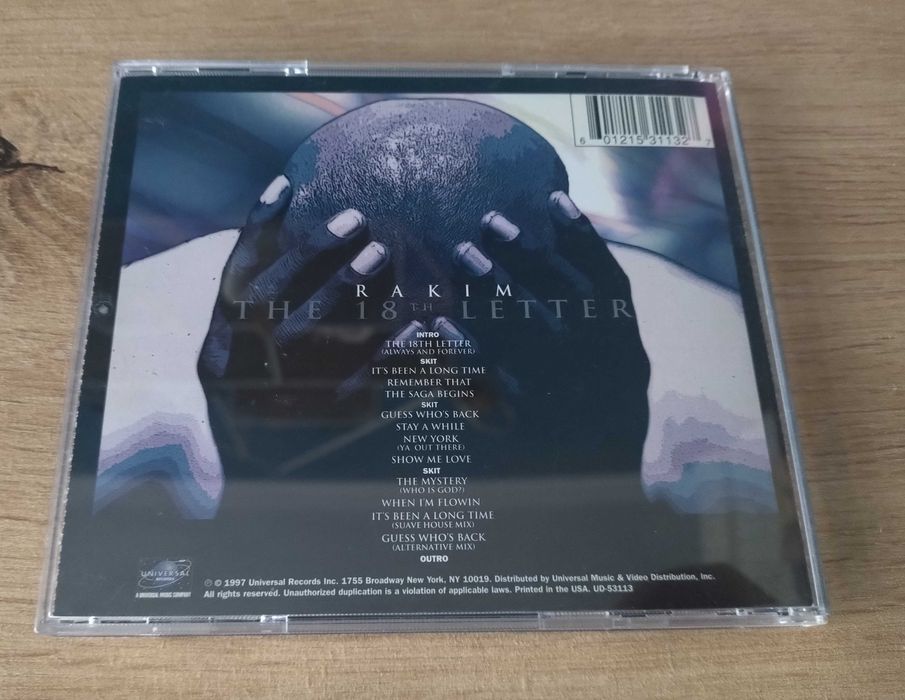 6 01215 31132 7
RAKIM
THE 18TH LETTER
INTRO
THE 18TH LETTER
(ALWAYS AND FOREVER)
SKIT
IT'S BEEN A LONG TIME
REMEMBER THAT
THE SAGA BEGINS
SKIT
GUESS WHO'S BACK
STAY A WHILE
NEW YORK
(YA OUT THERE)
SHOW ME LOVE
SKIT
THE MYSTERY
(WHO IS GOD?)
WHEN I'M FLOWIN
IT'S BEEN A LONG TIME
(SUAVE HOUSE MIX)
GUESS WHO'S BACK
(ALTERNATIVE MIX)
OUTRO
UNIVERSAL
RECORDS
A UNIVERSAL MUSIC COMPANY
℗ © 1997 Universal Records Inc. 1755 Broadway New York, NY 10019. Distributed by Universal Music & Video Distribution, Inc.
All rights reserved. Unauthorized duplication is a violation of applicable laws. Printed in the USA. UD-53113